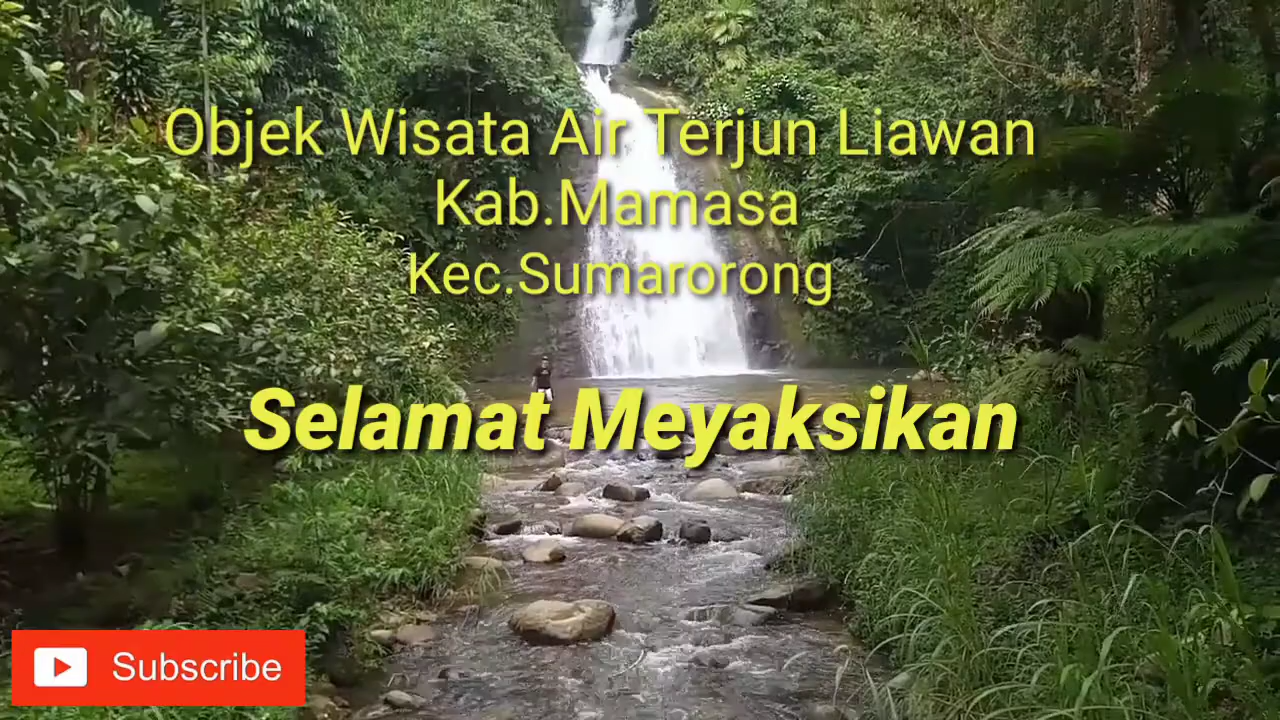 Objek Wisata Air Terjun Liawan
Kab.Mamasa
Kec.Sumarorong
Selamat Meyaksikan
Subscribe